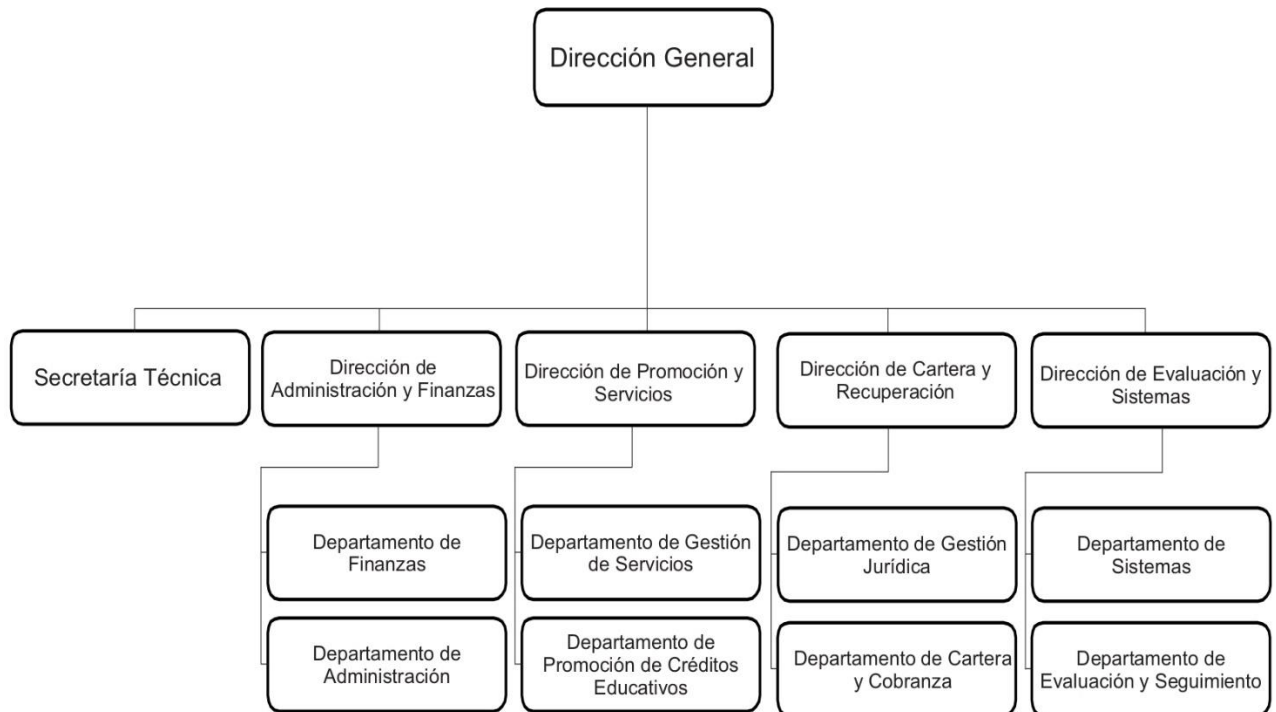 Dirección General
Secretaría Técnica
Dirección de
Administración y Finanzas
Dirección de Promoción y
Servicios
Dirección de Cartera y
Recuperación
Dirección de Evaluación y
Sistemas
Departamento de
Finanzas
Departamento de Gestión
de Servicios
Departamento de Gestión
Jurídica
Departamento de
Sistemas
Departamento de
Administración
Departamento de
Promoción de Créditos
Educativos
Departamento de Cartera
y Cobranza
Departamento de
Evaluación y Seguimiento